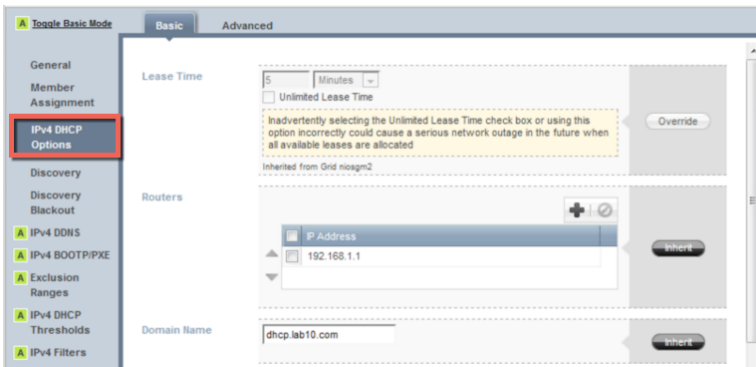 A Toggle Basic Mode
Basic
Advanced
General
Member
Assignment
IPv4 DHCP
Options
Discovery
Discovery
Blackout
A IPv4 DDNS
A IPv4 BOOTP/PXE
A Exclusion
Ranges
A IPv4 DHCP
Thresholds
A IPv4 Filters
Lease Time
5
Minutes
Unlimited Lease Time
Inadvertently selecting the Unlimited Lease Time check box or using this
option incorrectly could cause a serious network outage in the future when
all available leases are allocated
Inherited from Grid niosgm2
Override
Routers
IP Address
192.168.1.1
Inherit
Domain Name
dhcp.lab10.com
Inherit